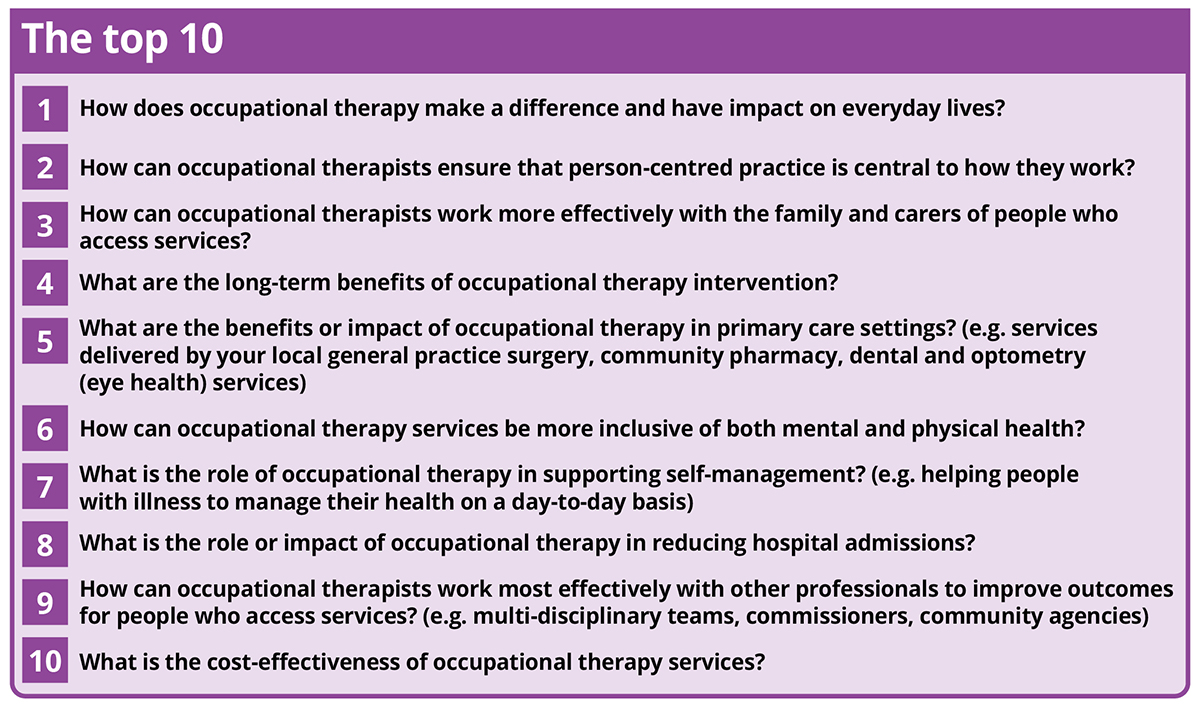 The top 10
1 How does occupational therapy make a difference and have impact on everyday lives?
2 How can occupational therapists ensure that person-centred practice is central to how they work?
3 How can occupational therapists work more effectively with the family and carers of people who
access services?
4 What are the long-term benefits of occupational therapy intervention?
5 What are the benefits or impact of occupational therapy in primary care settings? (e.g. services
delivered by your local general practice surgery, community pharmacy, dental and optometry
(eye health) services)
6 How can occupational therapy services be more inclusive of both mental and physical health?
7 What is the role of occupational therapy in supporting self-management? (e.g. helping people
with illness to manage their health on a day-to-day basis)
8 What is the role or impact of occupational therapy in reducing hospital admissions?
9 How can occupational therapists work most effectively with other professionals to improve outcomes
for people who access services? (e.g. multi-disciplinary teams, commissioners, community agencies)
10 What is the cost-effectiveness of occupational therapy services?